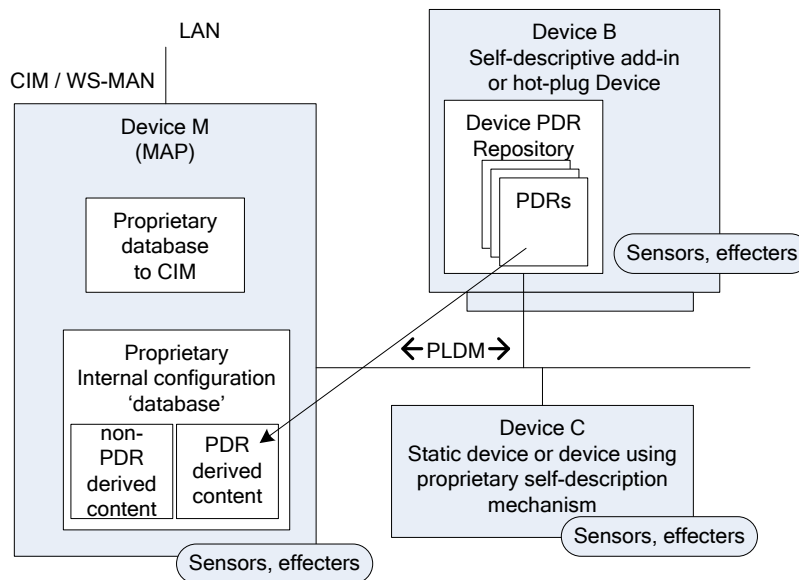 LAN
CIM / WS-MAN
Device M
(MAP)
Proprietary
database
to CIM
Proprietary
Internal configuration
‘database’
non-
PDR
derived
content
PDR
derived
content
Sensors, effecters
Device B
Self-descriptive add-in
or hot-plug Device
Device PDR
Repository
PDRs
Sensors, effecters
PLDM
Device C
Static device or device using
proprietary self-description
mechanism
Sensors, effecters